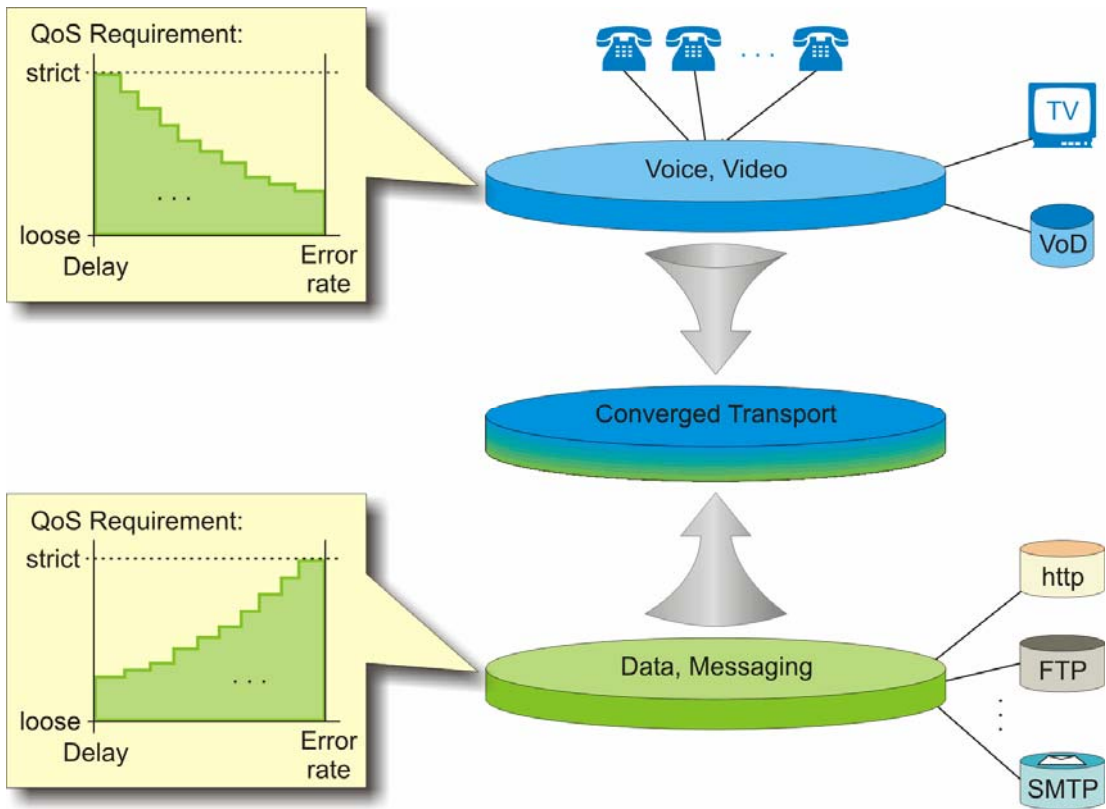 QoS Requirement:
strict
. . .
loose
Delay
Error
rate
. . .
TV
Voice, Video
VoD
Converged Transport
QoS Requirement:
strict
. . .
loose
Delay
Error
rate
Data, Messaging
http
FTP
. . .
SMTP